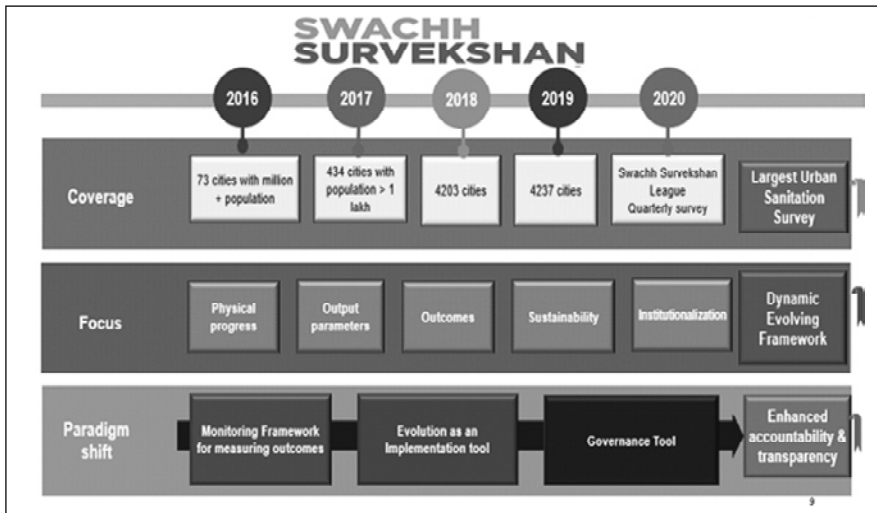 SWACHH
SURVEKSHAN
2016
2017
2018
2019
2020
Coverage
73 cities with million
+ population
434 cities with
population > 1
lakh
4203 cities
4237 cities
Swachh Survekshan
League
Quarterly survey
Largest Urban
Sanitation
Survey
Focus
Physical
progress
Output
parameters
Outcomes
Sustainability
Institutionalization
Dynamic
Evolving
Framework
Paradigm
shift
Monitoring Framework
for measuring outcomes
Evolution as an
Implementation tool
Governance Tool
Enhanced
accountability &
transparency
9